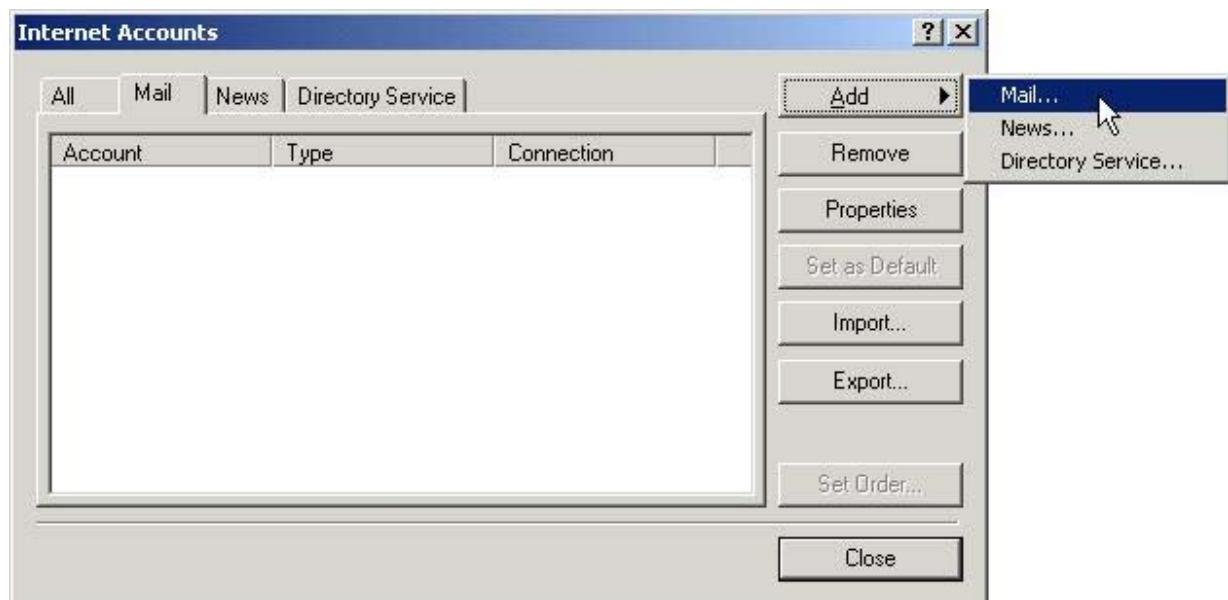 Internet Accounts
All Mail News Directory Service
Account Type Connection
Add
Remove
Properties
Set as Default
Import...
Export...
Set Order...
Close
Mail...
News...
Directory Service...